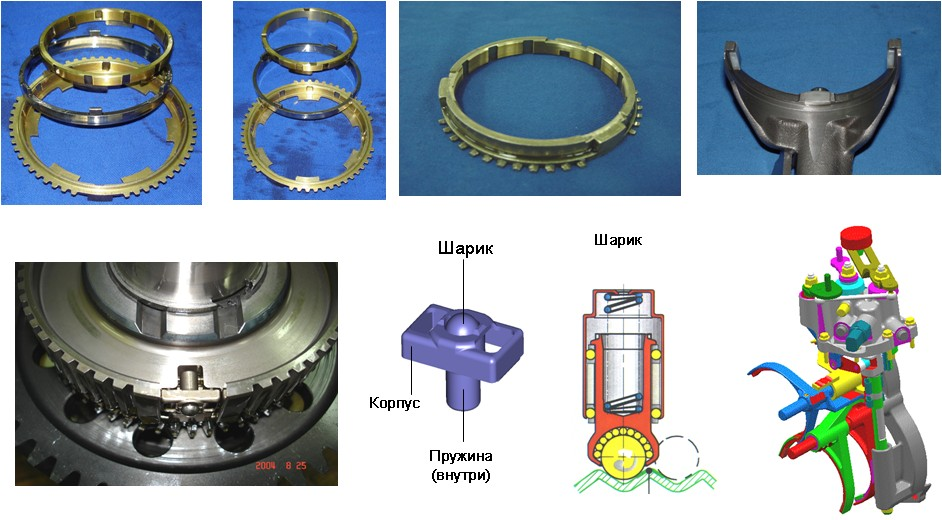 Шарик
Шарик
Корпус
Пружина
(внутри)
2004 8 25